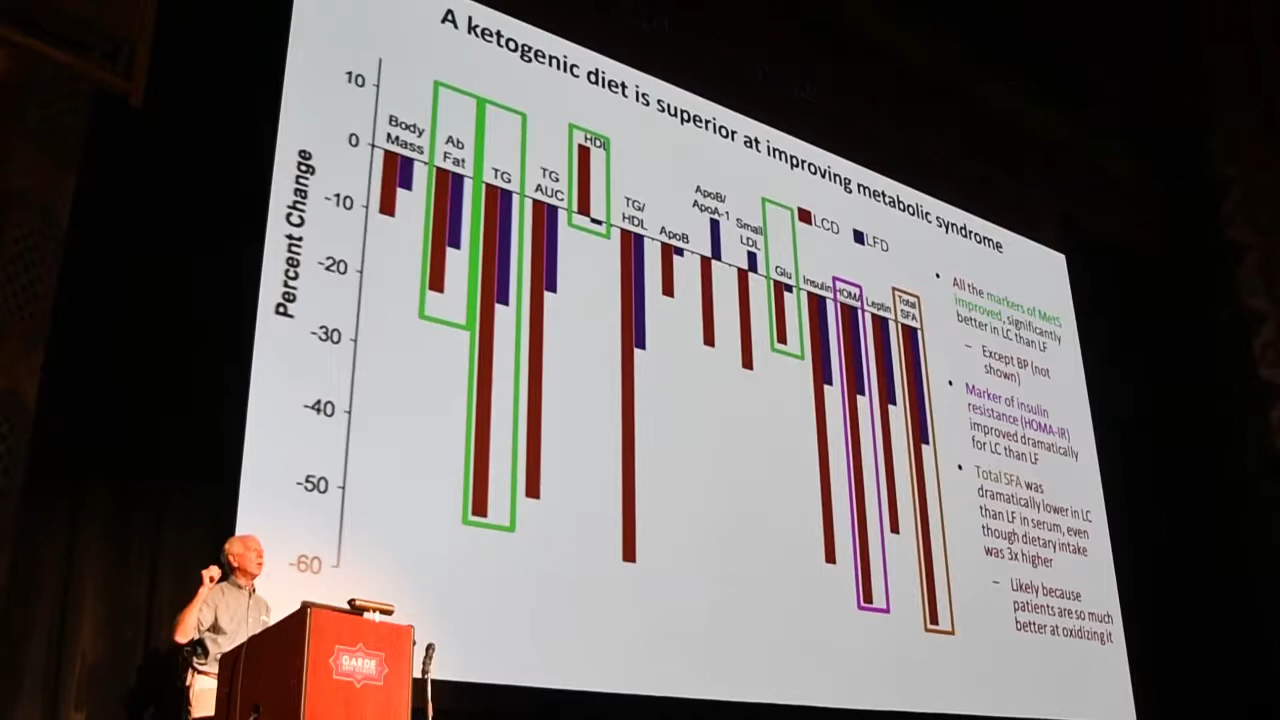 A ketogenic diet is superior at improving metabolic syndrome
Percent Change
10
0
-10
-20
-30
-40
-50
-60
Body
Mass
Ab
Fat
TG
TG
AUC
HDL
TG/
HDL
ApoB
ApoB/
ApoA-1
Small
LDL
Glu
Insulin
HOMA
Leptin
Total
SFA
LCD
LFD
• All the markers of MetS
improved, significantly
better in LC than LF
– Except BP (not
shown)
• Marker of insulin
resistance (HOMA-IR)
improved dramatically
for LC than LF
• Total SFA was
dramatically lower in LC
than LF in serum, even
though dietary intake
was 3x higher
– Likely because
patients are so much
better at oxidizing it
GARDE